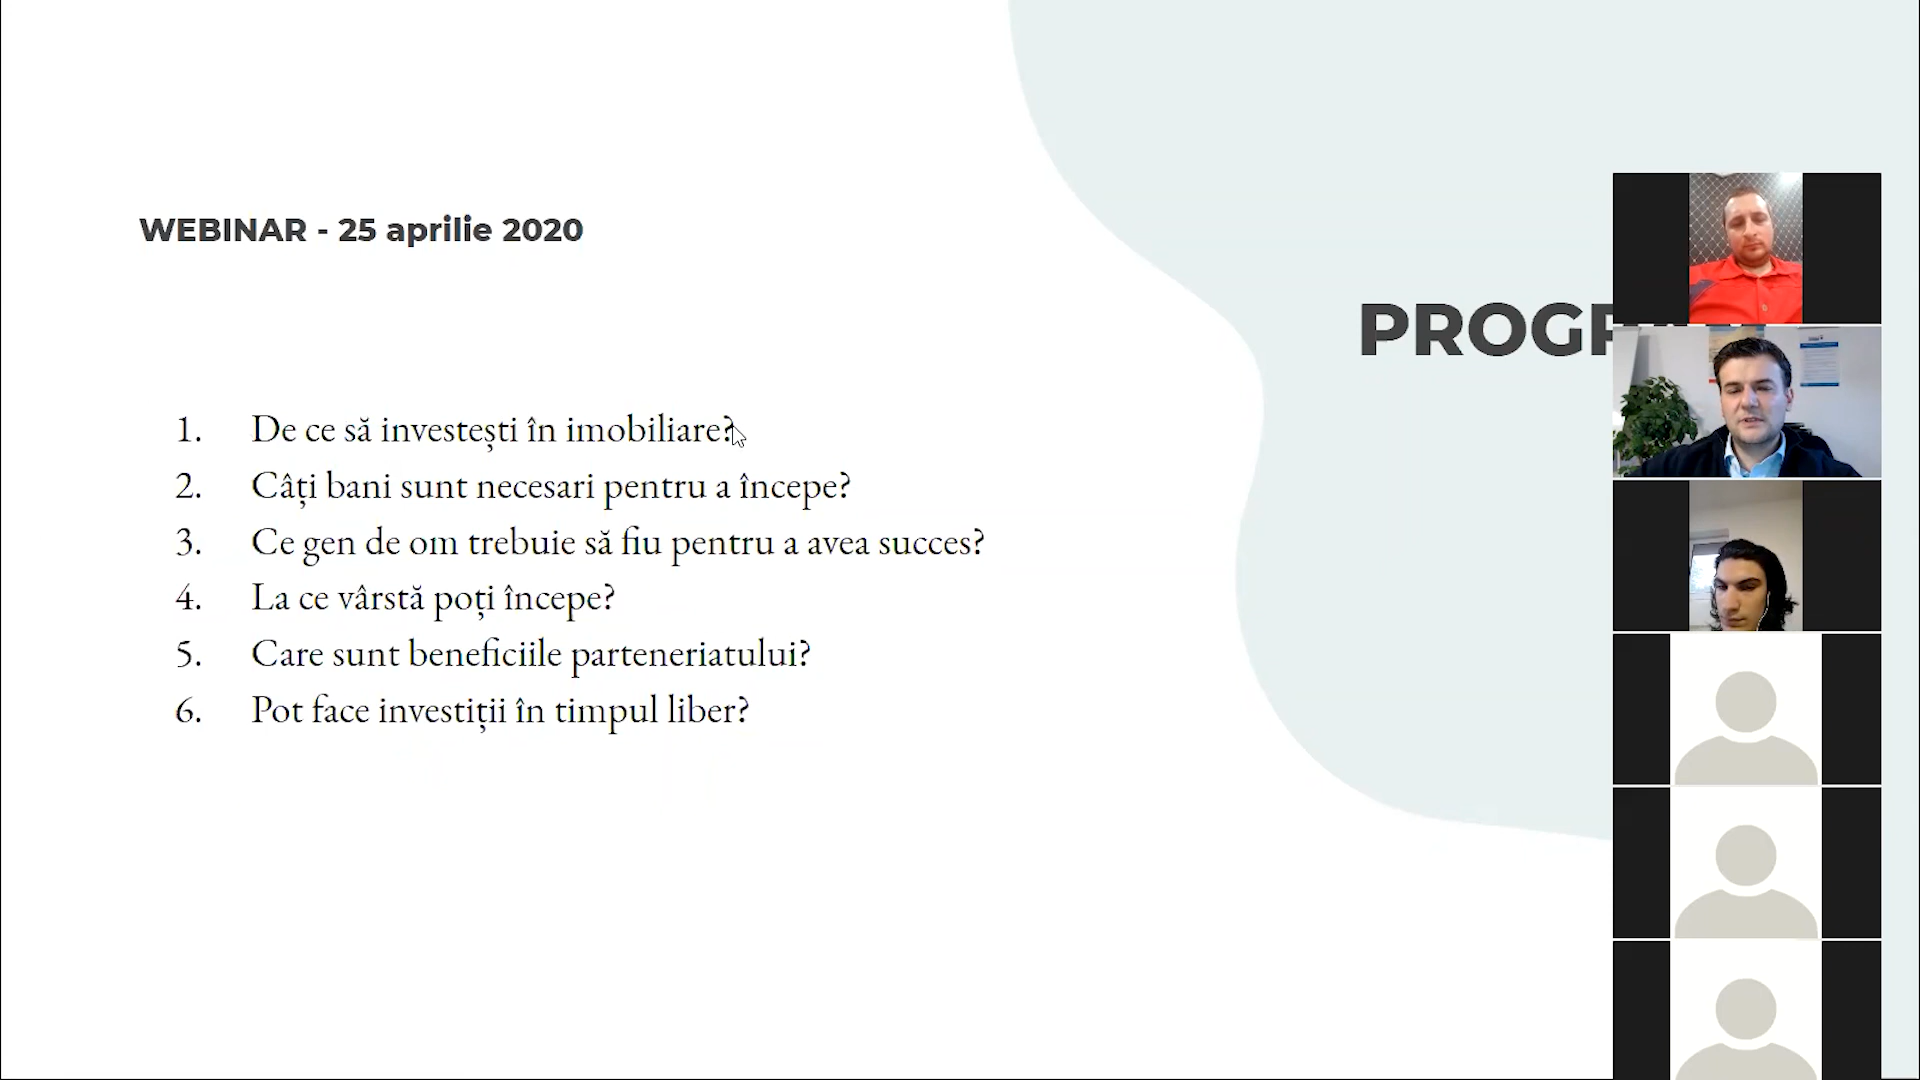 WEBINAR - 25 aprilie 2020
1. De ce să investești în imobiliare?
2. Câți bani sunt necesari pentru a începe?
3. Ce gen de om trebuie să fiu pentru a avea succes?
4. La ce vârstă poți începe?
5. Care sunt beneficiile parteneriatului?
6. Pot face investiții în timpul liber?